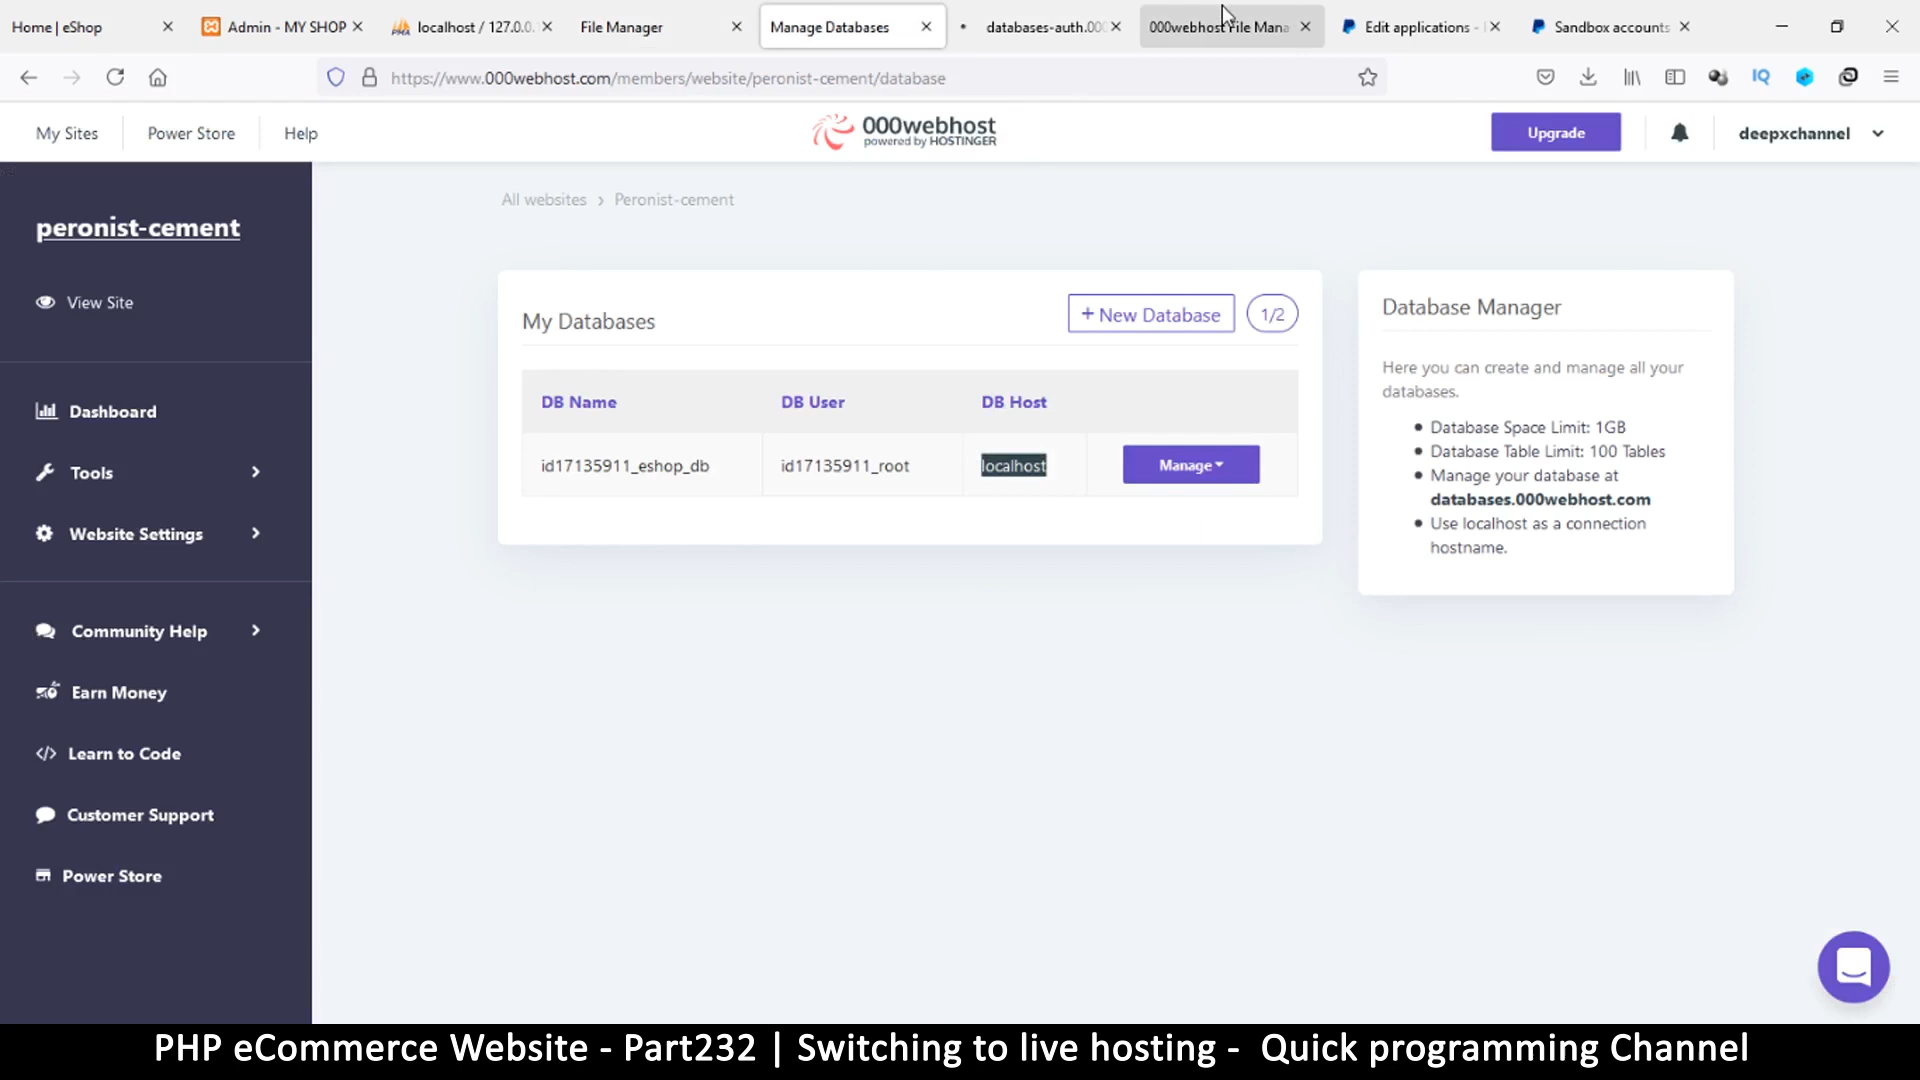 Home | eShop
Admin - MY SHOP
localhost / 127.0.0.
File Manager
Manage Databases
databases-auth.000
000webhost File Mana
Edit applications -
Sandbox accounts
https://www.000webhost.com/members/website/peronist-cement/database
IQ
My Sites
Power Store
Help
000webhost
powered by HOSTINGER
Upgrade
deepxchannel
peronist-cement
View Site
Dashboard
Tools
Website Settings
Community Help
Earn Money
Learn to Code
Customer Support
Power Store
All websites › Peronist-cement
My Databases
+ New Database
1/2
DB Name
DB User
DB Host
id17135911_eshop_db
id17135911_root
localhost
Manage
Database Manager
Here you can create and manage all your
databases.
Database Space Limit: 1GB
Database Table Limit: 100 Tables
Manage your database at
databases.000webhost.com
Use localhost as a connection
hostname.
PHP eCommerce Website - Part232 | Switching to live hosting - Quick programming Channel